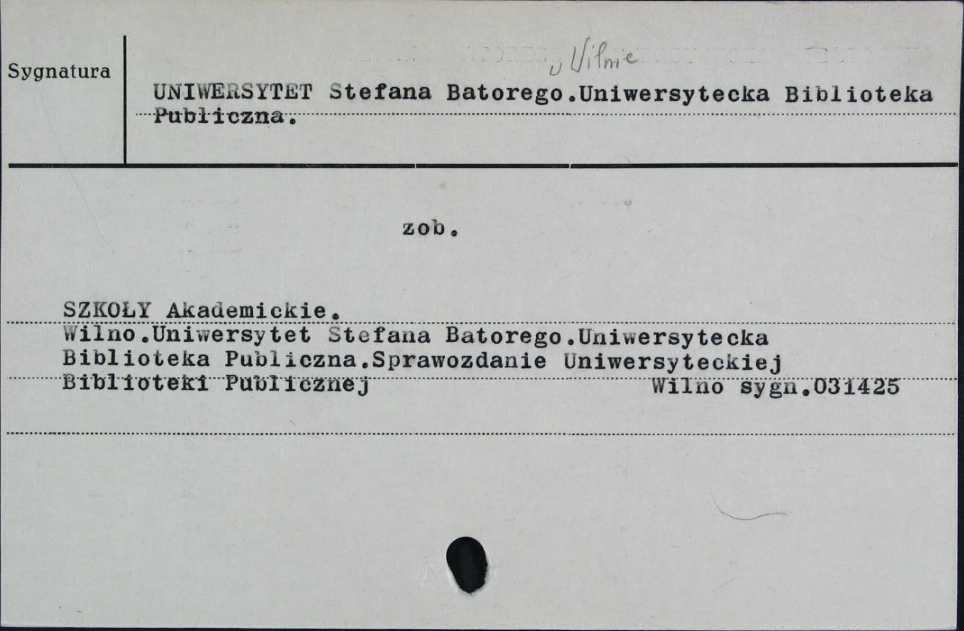 Sygnatura
w Wilnie
UNIWERSYTET Stefana Batorego.Uniwersytecka Biblioteka
Publiczna.
zob.
SZKOŁY Akademickie.
Wilno.Uniwersytet Stefana Batorego.Uniwersytecka
Biblioteka Publiczna.Sprawozdanie Uniwersyteckiej
Biblioteki Publicznej Wilno sygn.031425